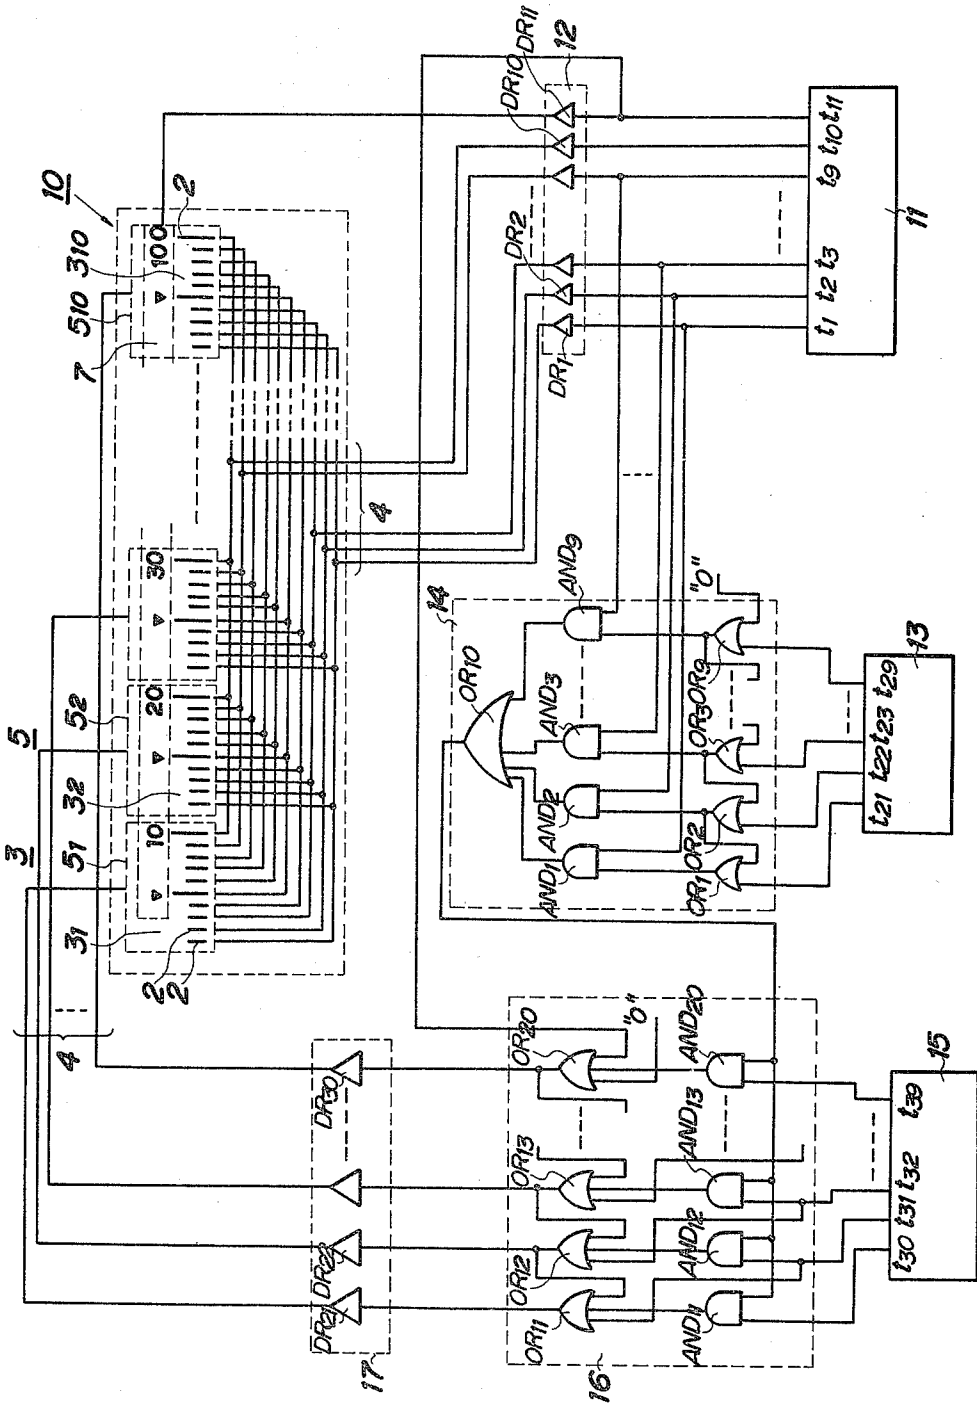 10
510
7
310
2
100
30
52
20
32
5
3
51
10
31
2
2
4
4
DR10
DR11
12
DR2
DR1
t1 t2 t3 t9 t10 t11
11
14
OR10
AND9
AND3
AND2
AND1
"0"
OR9
OR3
OR2
OR1
t21 t22 t23 t29
13
DR30
DR22
DR21
17
"0"
OR20
OR13
OR12
OR11
AND20
AND13
AND12
AND11
16
t30 t31 t32 t39
15